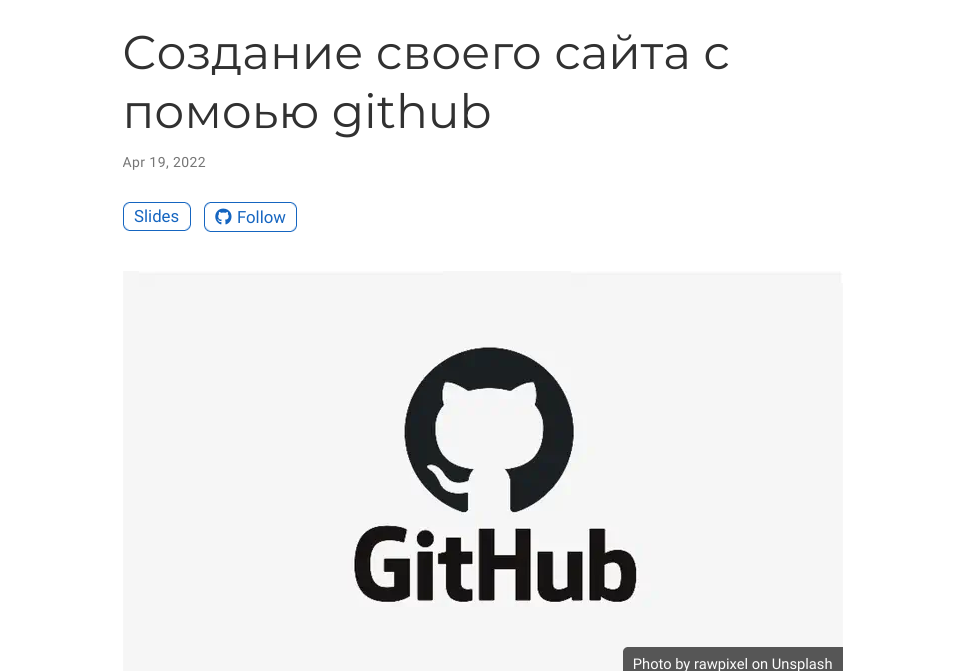 Создание своего сайта с
помоью github
Apr 19, 2022
Slides
Follow
GitHub
Photo by rawpixel on Unsplash